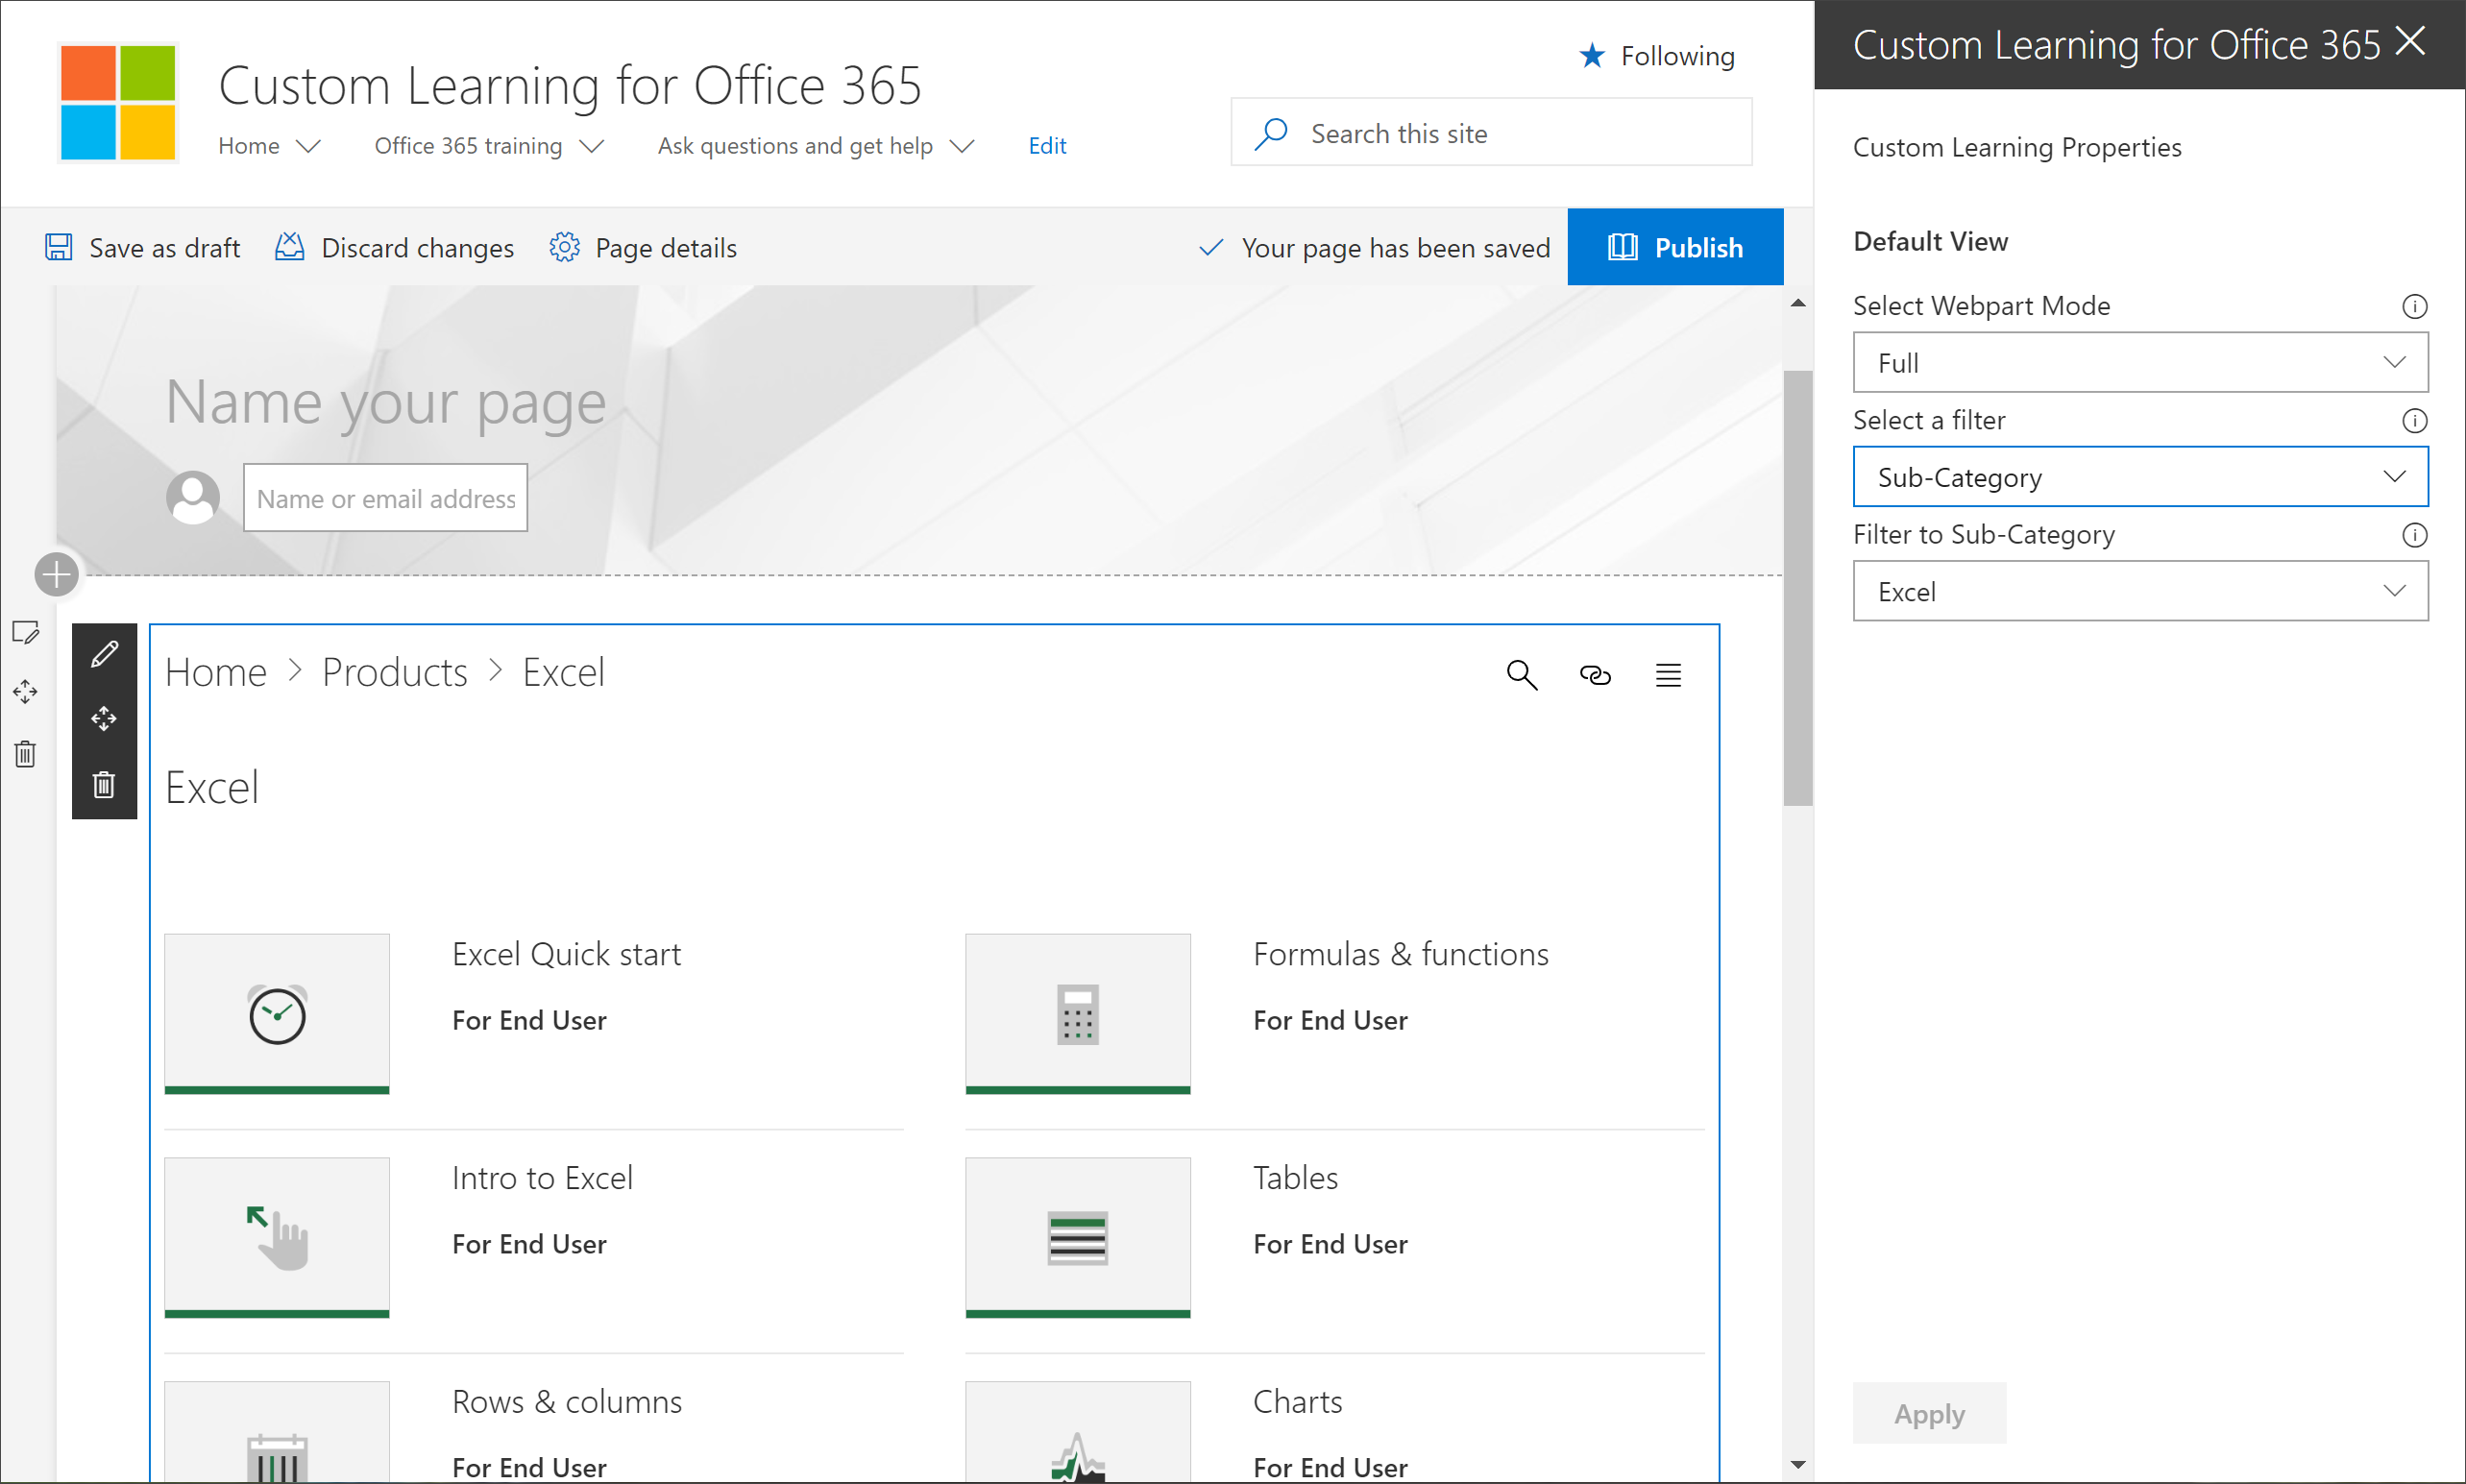 Custom Learning for Office 365
Following
Home
Office 365 training
Ask questions and get help
Edit
Search this site
Save as draft
Discard changes
Page details
Your page has been saved
Publish
Name your page
Name or email address
Home > Products > Excel
Excel
Excel Quick start
For End User
Formulas & functions
For End User
Intro to Excel
For End User
Tables
For End User
Rows & columns
For End User
Charts
For End User
Custom Learning for Office 365
Custom Learning Properties
Default View
Select Webpart Mode
Full
Select a filter
Sub-Category
Filter to Sub-Category
Excel
Apply